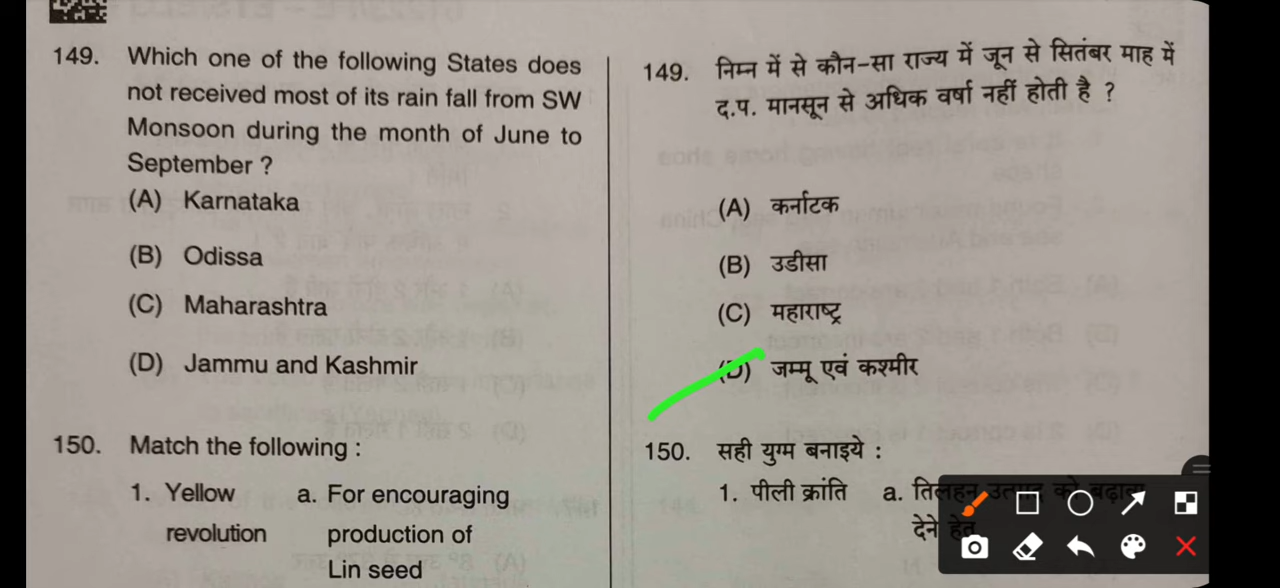 149. Which one of the following States does
not received most of its rain fall from SW
Monsoon during the month of June to
September ?
(A) Karnataka
(B) Odissa
(C) Maharashtra
(D) Jammu and Kashmir
150. Match the following :
1. Yellow a. For encouraging
revolution production of
Lin seed
149. निम्न में से कौन-सा राज्य में जून से सितंबर माह में
द.प. मानसून से अधिक वर्षा नहीं होती है ?
(A) कर्नाटक
(B) उडीसा
(C) महाराष्ट्र
(D) जम्मू एवं कश्मीर
150. सही युग्म बनाइये :
1. पीली क्रांति a. तिलहन उत्पाद को बढ़ावा
देने हेतु